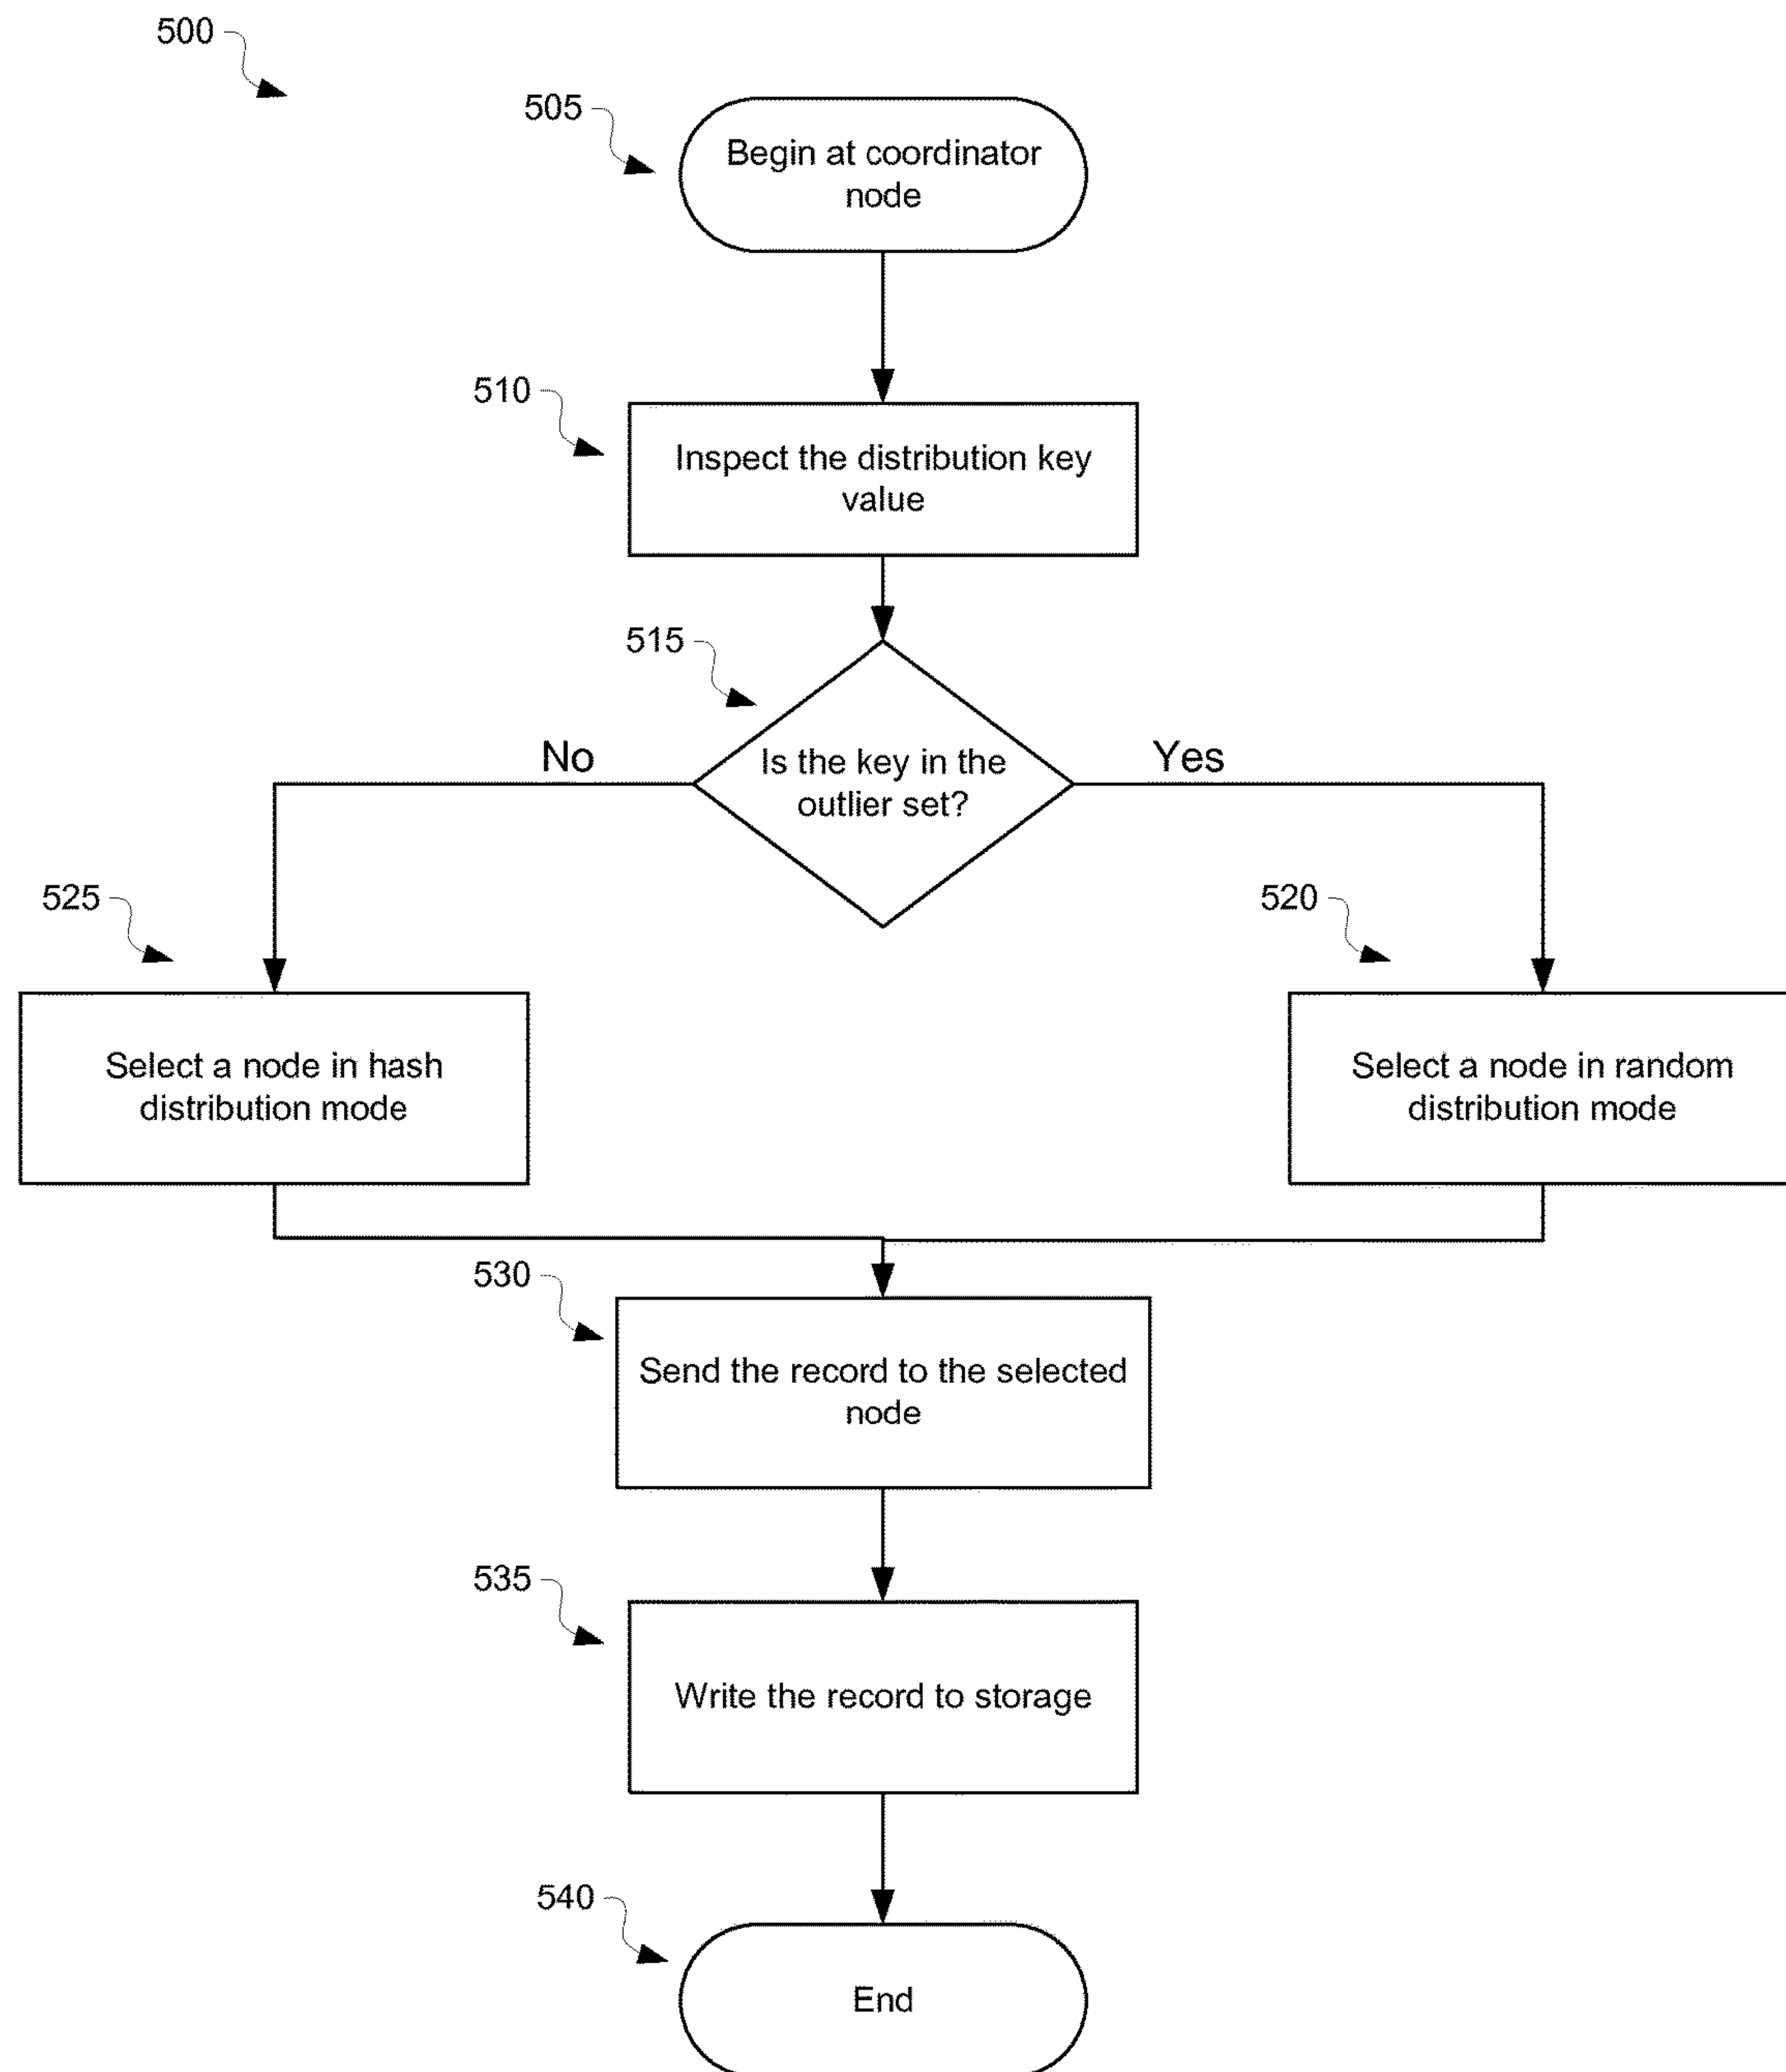 500
505
Begin at coordinator
node
510
Inspect the distribution key
value
515
Is the key in the
outlier set?
No
Yes
525
520
Select a node in hash
distribution mode
Select a node in random
distribution mode
530
Send the record to the selected
node
535
Write the record to storage
540
End